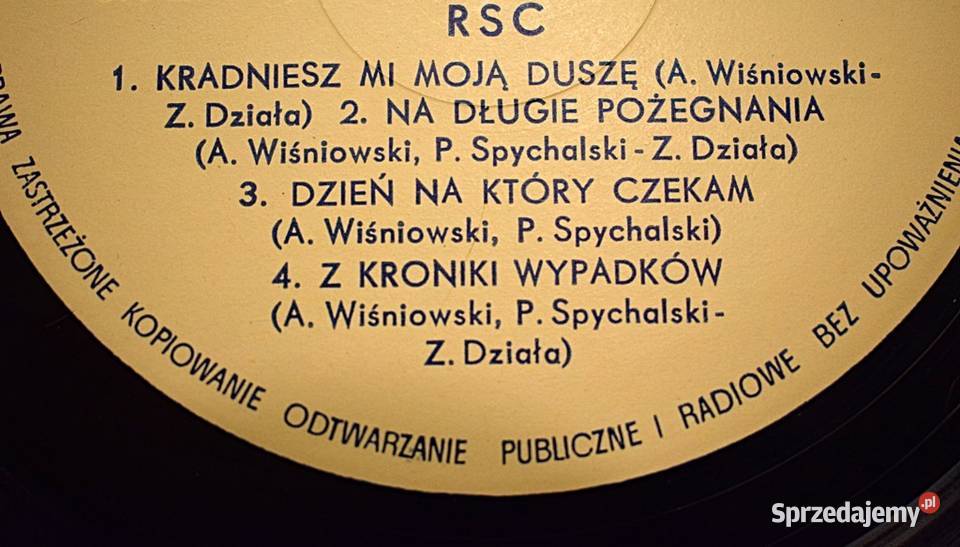 RSC
1. KRADNIESZ MI MOJĄ DUSZĘ (A. Wiśniowski-
Z. Działa) 2. NA DŁUGIE POŻEGNANIA
(A. Wiśniowski, P. Spychalski - Z. Działa)
3. DZIEŃ NA KTÓRY CZEKAM
(A. Wiśniowski, P. Spychalski)
4. Z KRONIKI WYPADKÓW
(A. Wiśniowski, P. Spychalski-
Z. Działa)
ZASTRZEŻONE KOPIOWANIE ODTWARZANIE PUBLICZNE I RADIOWE BEZ UPOWAŻNIENIA
Sprzedajemy.pl